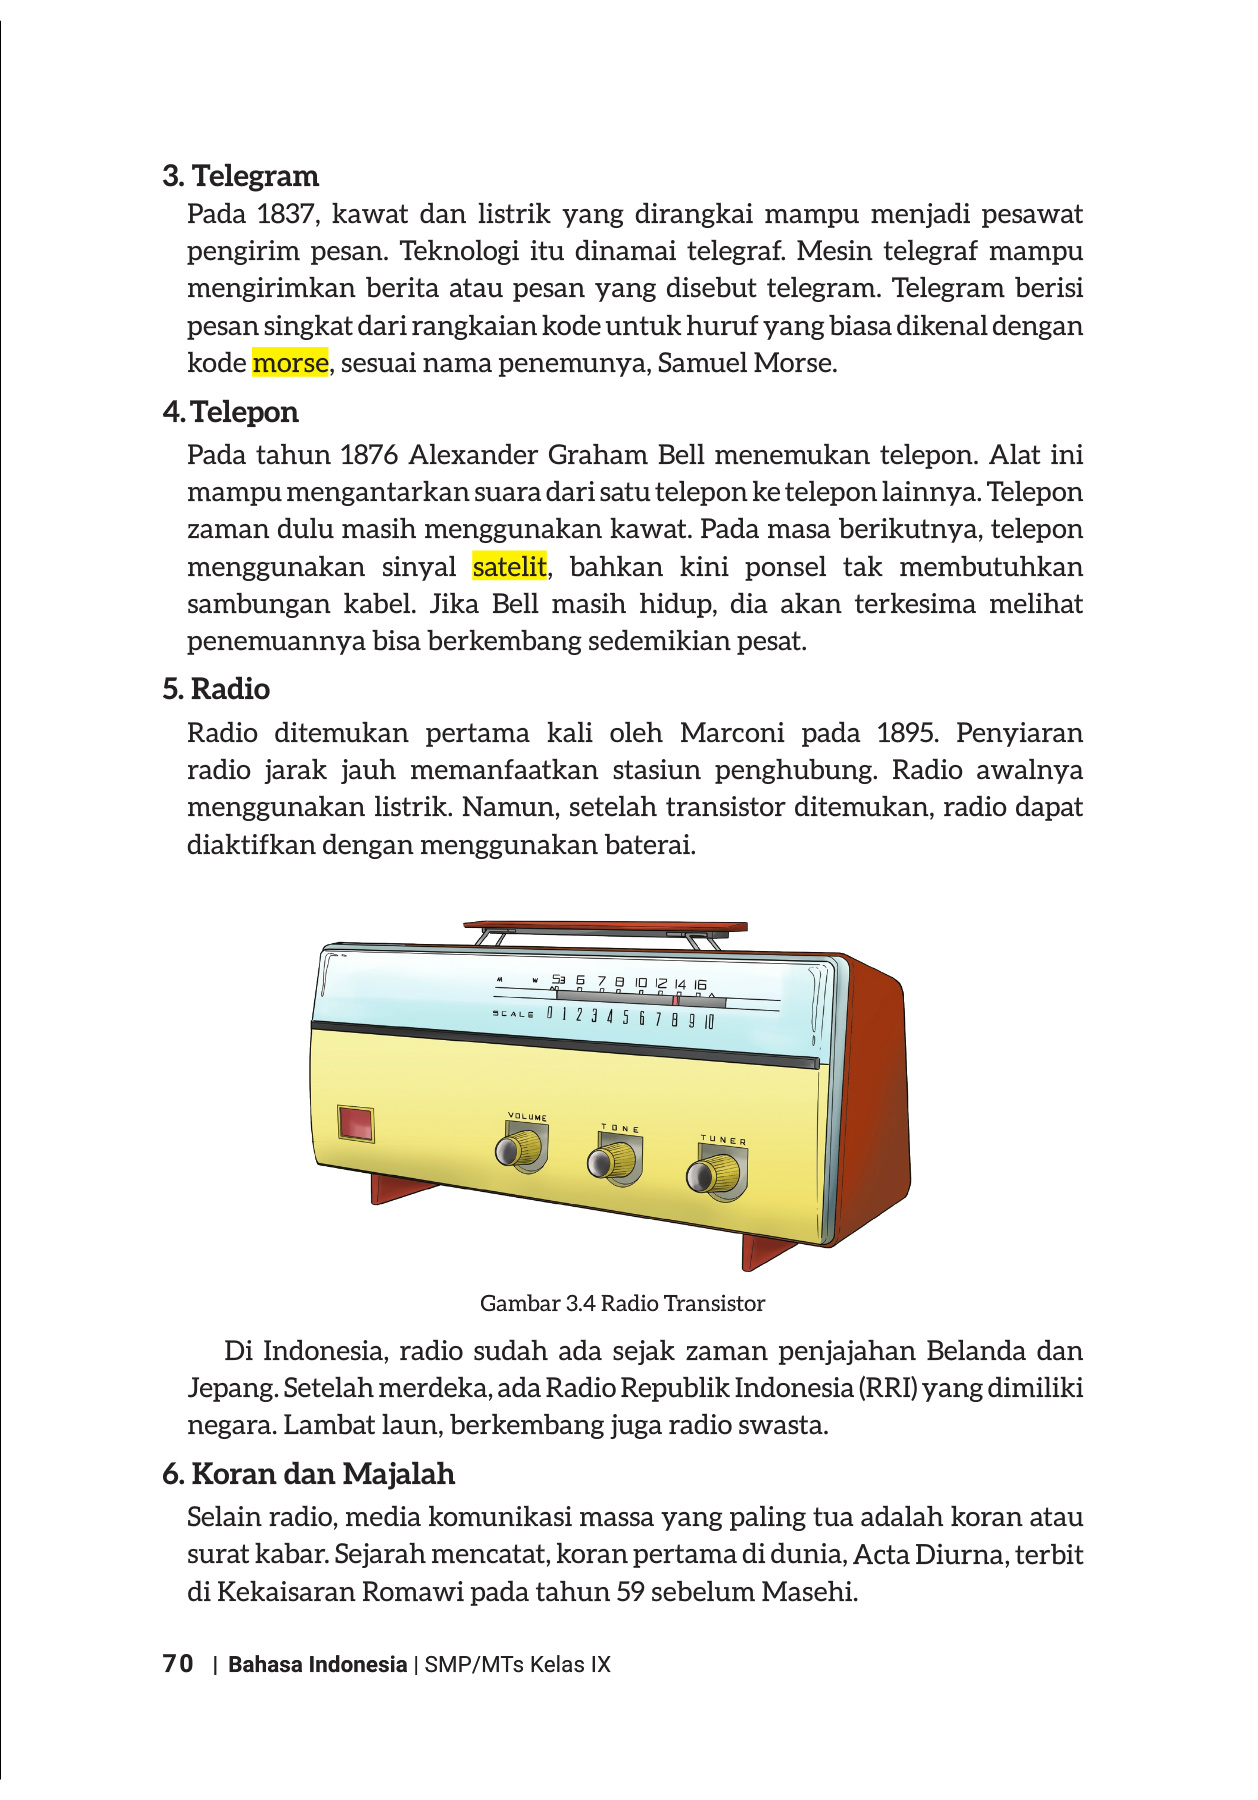 3. Telegram
Pada 1837, kawat dan listrik yang dirangkai mampu menjadi pesawat
pengirim pesan. Teknologi itu dinamai telegraf. Mesin telegraf mampu
mengirimkan berita atau pesan yang disebut telegram. Telegram berisi
pesan singkat dari rangkaian kode untuk huruf yang biasa dikenal dengan
kode morse, sesuai nama penemunya, Samuel Morse.
4. Telepon
Pada tahun 1876 Alexander Graham Bell menemukan telepon. Alat ini
mampu mengantarkan suara dari satu telepon ke telepon lainnya. Telepon
zaman dulu masih menggunakan kawat. Pada masa berikutnya, telepon
menggunakan sinyal satelit, bahkan kini ponsel tak membutuhkan
sambungan kabel. Jika Bell masih hidup, dia akan terkesima melihat
penemuannya bisa berkembang sedemikian pesat.
5. Radio
Radio ditemukan pertama kali oleh Marconi pada 1895. Penyiaran
radio jarak jauh memanfaatkan stasiun penghubung. Radio awalnya
menggunakan listrik. Namun, setelah transistor ditemukan, radio dapat
diaktifkan dengan menggunakan baterai.
M W 53 6 7 8 10 12 14 16
SCALE 0 1 2 3 4 5 6 7 8 9 10
VOLUME
TONE
TUNER
Gambar 3.4 Radio Transistor
Di Indonesia, radio sudah ada sejak zaman penjajahan Belanda dan
Jepang. Setelah merdeka, ada Radio Republik Indonesia (RRI) yang dimiliki
negara. Lambat laun, berkembang juga radio swasta.
6. Koran dan Majalah
Selain radio, media komunikasi massa yang paling tua adalah koran atau
surat kabar. Sejarah mencatat, koran pertama di dunia, Acta Diurna, terbit
di Kekaisaran Romawi pada tahun 59 sebelum Masehi.
70 | Bahasa Indonesia | SMP/MTs Kelas IX